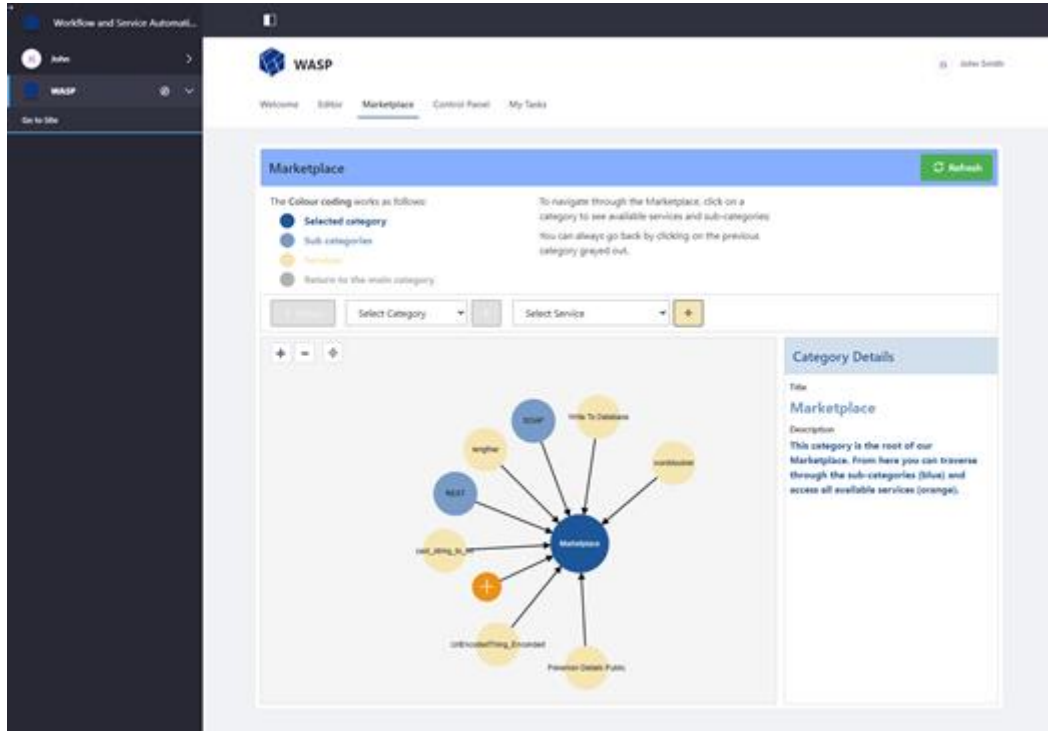 Workflow and Service Automati...
John
WASP
Go to Site
WASP
John Smith
Welcome Editor Marketplace Control Panel My Tasks
Marketplace
Refresh
The Colour coding works as follows:
Selected category
Sub categories
Services
Return to the main category
To navigate through the Marketplace, click on a
category to see available services and sub-categories
You can always go back by clicking on the previous
category grayed out.
Select Category
Select Service
Category Details
Title
Marketplace
Description
This category is the root of our
Marketplace. From here you can traverse
through the sub-categories (blue) and
access all available services (orange).
SOAP
Write To Database
REST
Marketplace